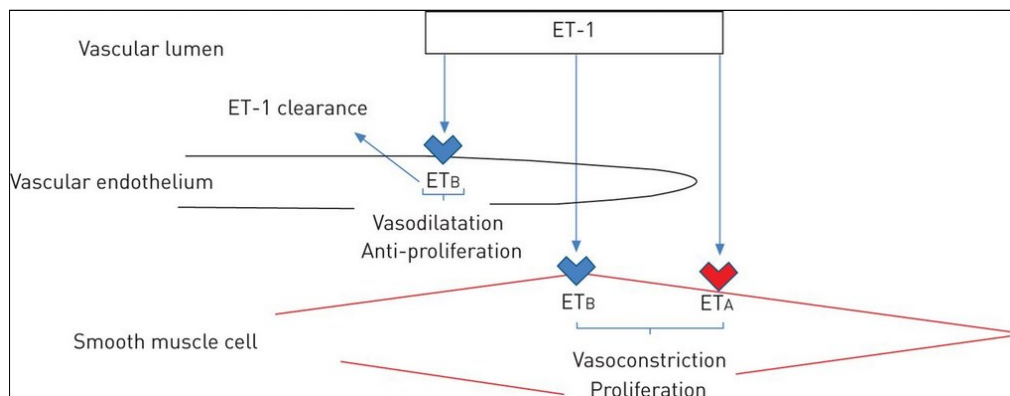 ET-1
Vascular lumen
ET-1 clearance
Vascular endothelium
ETB
Vasodilatation
Anti-proliferation
ETB
ETA
Smooth muscle cell
Vasoconstriction
Proliferation